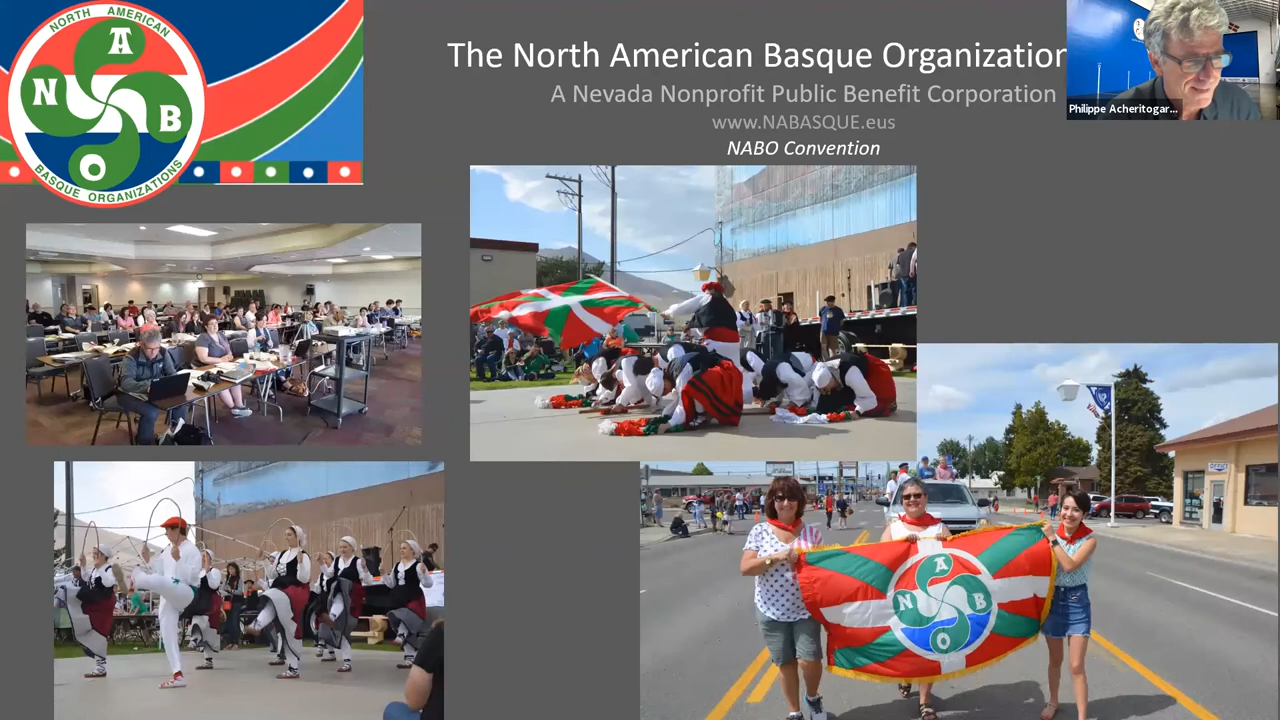 NORTH AMERICAN
N A B O
BASQUE ORGANIZATIONS
The North American Basque Organization
A Nevada Nonprofit Public Benefit Corporation
www.NABASQUE.eus
NABO Convention
Philippe Acheritogar...
OFFICE
N A B O